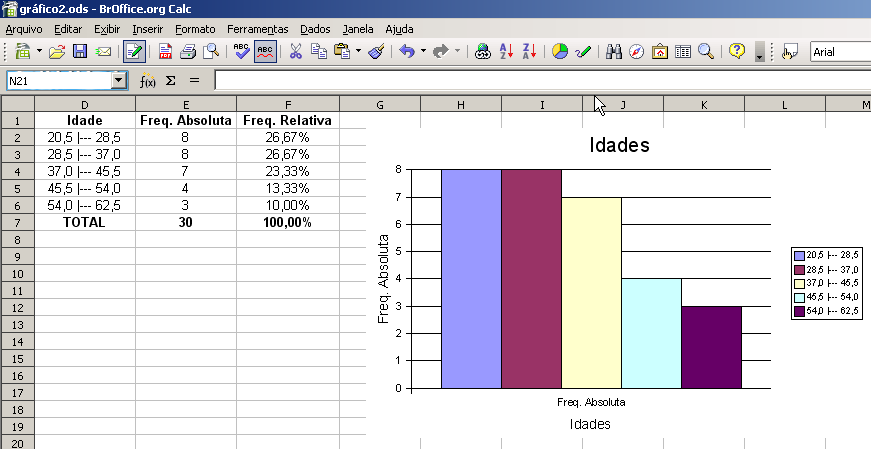 gráfico2.ods - BrOffice.org Calc
Arquivo Editar Exibir Inserir Formato Ferramentas Dados Janela Ajuda
ABC ABC A Z Z A Arial
N21 f(x) Σ =
D E F G H I J K L M
1 Idade Freq. Absoluta Freq. Relativa
2 20,5 |--- 28,5 8 26,67%
3 28,5 |--- 37,0 8 26,67%
4 37,0 |--- 45,5 7 23,33%
5 45,5 |--- 54,0 4 13,33%
6 54,0 |--- 62,5 3 10,00%
7 TOTAL 30 100,00%
8
9
10
11
12
13
14
15
16
17
18
19
20
Idades
Freq. Absoluta
8
7
6
5
4
3
2
1
0
Freq. Absoluta
Idades
20,5 |--- 28,5
28,5 |--- 37,0
37,0 |--- 45,5
45,5 |--- 54,0
54,0 |--- 62,5